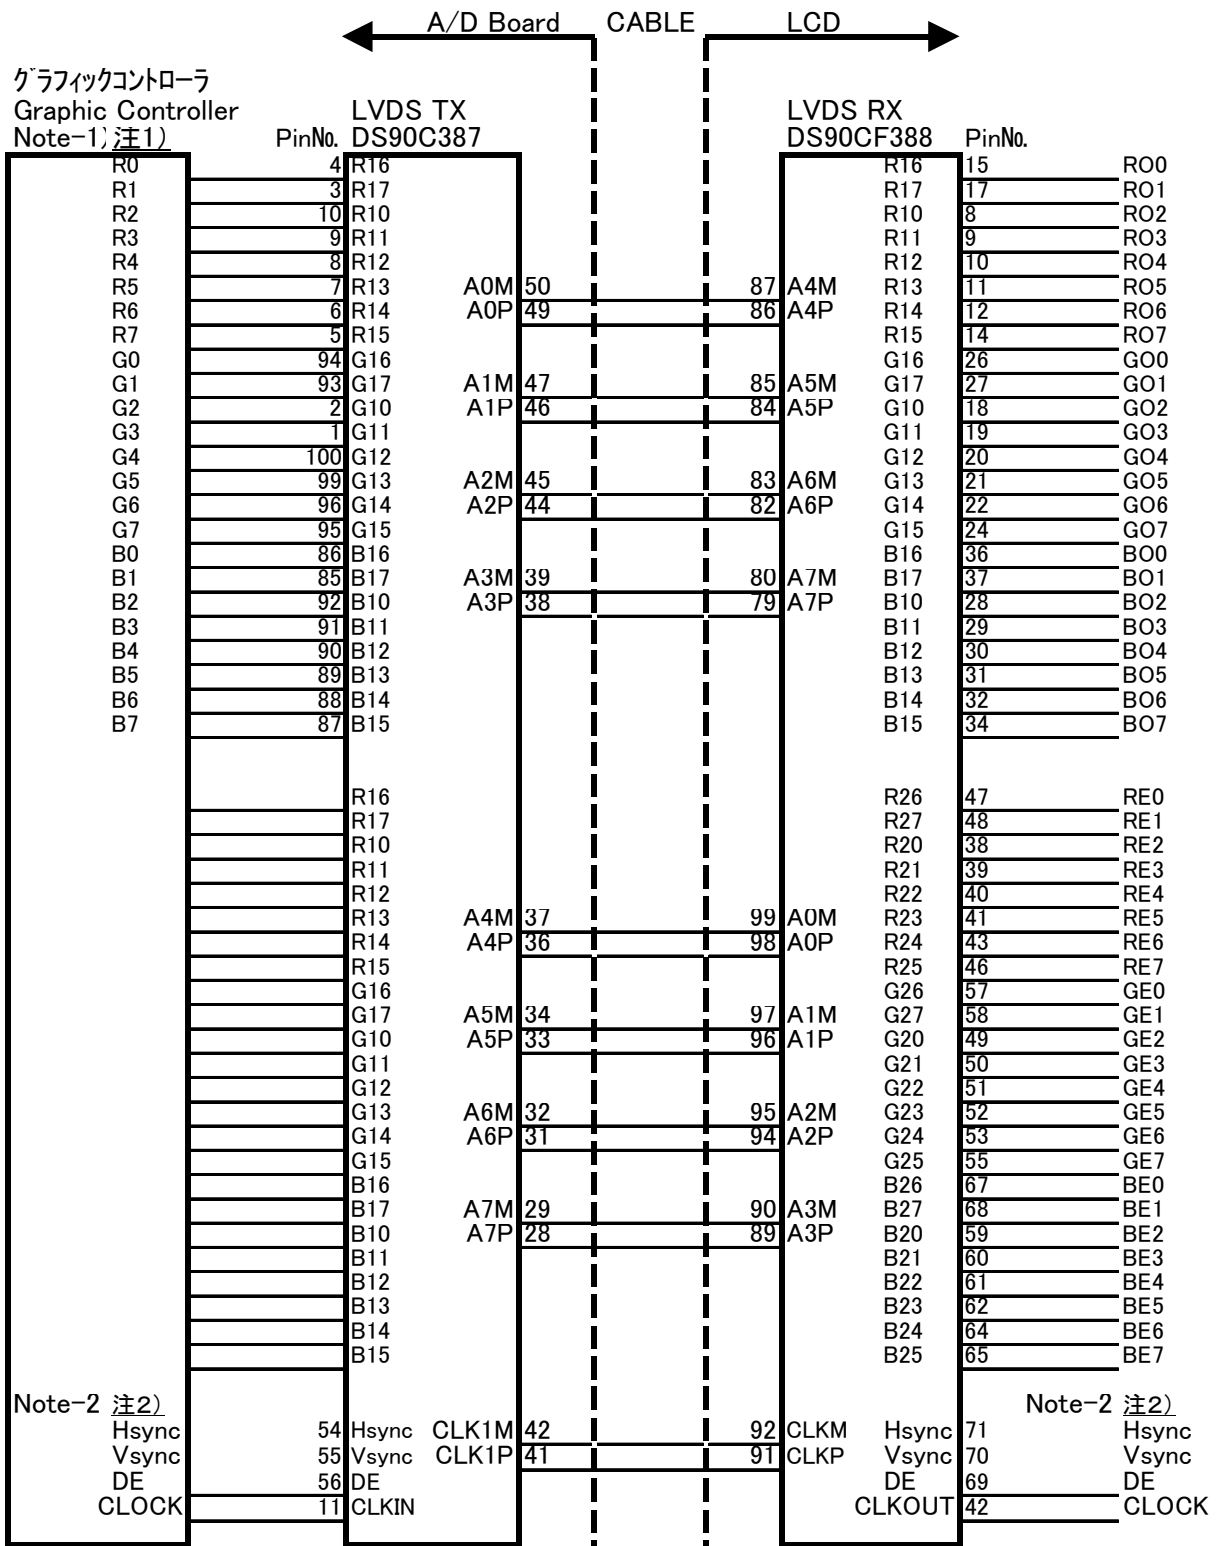 A/D Board CABLE LCD
グラフィックコントローラ
Graphic Controller LVDS TX LVDS RX
Note-1) 注1) Pin№. DS90C387 DS90CF388 Pin№.
R0 4 R16 R16 15 RO0
R1 3 R17 R17 17 RO1
R2 10 R10 R10 8 RO2
R3 9 R11 R11 9 RO3
R4 8 R12 R12 10 RO4
R5 7 R13 A0M 50 87 A4M R13 11 RO5
R6 6 R14 A0P 49 86 A4P R14 12 RO6
R7 5 R15 R15 14 RO7
G0 94 G16 G16 26 GO0
G1 93 G17 A1M 47 85 A5M G17 27 GO1
G2 2 G10 A1P 46 84 A5P G10 18 GO2
G3 1 G11 G11 19 GO3
G4 100 G12 G12 20 GO4
G5 99 G13 A2M 45 83 A6M G13 21 GO5
G6 96 G14 A2P 44 82 A6P G14 22 GO6
G7 95 G15 G15 24 GO7
B0 86 B16 B16 36 BO0
B1 85 B17 A3M 39 80 A7M B17 37 BO1
B2 92 B10 A3P 38 79 A7P B10 28 BO2
B3 91 B11 B11 29 BO3
B4 90 B12 B12 30 BO4
B5 89 B13 B13 31 BO5
B6 88 B14 B14 32 BO6
B7 87 B15 B15 34 BO7
R16 R26 47 RE0
R17 R27 48 RE1
R10 R20 38 RE2
R11 R21 39 RE3
R12 R22 40 RE4
R13 A4M 37 99 A0M R23 41 RE5
R14 A4P 36 98 A0P R24 43 RE6
R15 R25 46 RE7
G16 G26 57 GE0
G17 A5M 34 97 A1M G27 58 GE1
G10 A5P 33 96 A1P G20 49 GE2
G11 G21 50 GE3
G12 G22 51 GE4
G13 A6M 32 95 A2M G23 52 GE5
G14 A6P 31 94 A2P G24 53 GE6
G15 G25 55 GE7
B16 B26 67 BE0
B17 A7M 29 90 A3M B27 68 BE1
B10 A7P 28 89 A3P B20 59 BE2
B11 B21 60 BE3
B12 B22 61 BE4
B13 B23 62 BE5
B14 B24 64 BE6
B15 B25 65 BE7
Note-2 注2) Note-2 注2)
Hsync 54 Hsync CLK1M 42 92 CLKM Hsync 71 Hsync
Vsync 55 Vsync CLK1P 41 91 CLKP Vsync 70 Vsync
DE 56 DE DE 69 DE
CLOCK 11 CLKIN CLKOUT 42 CLOCK